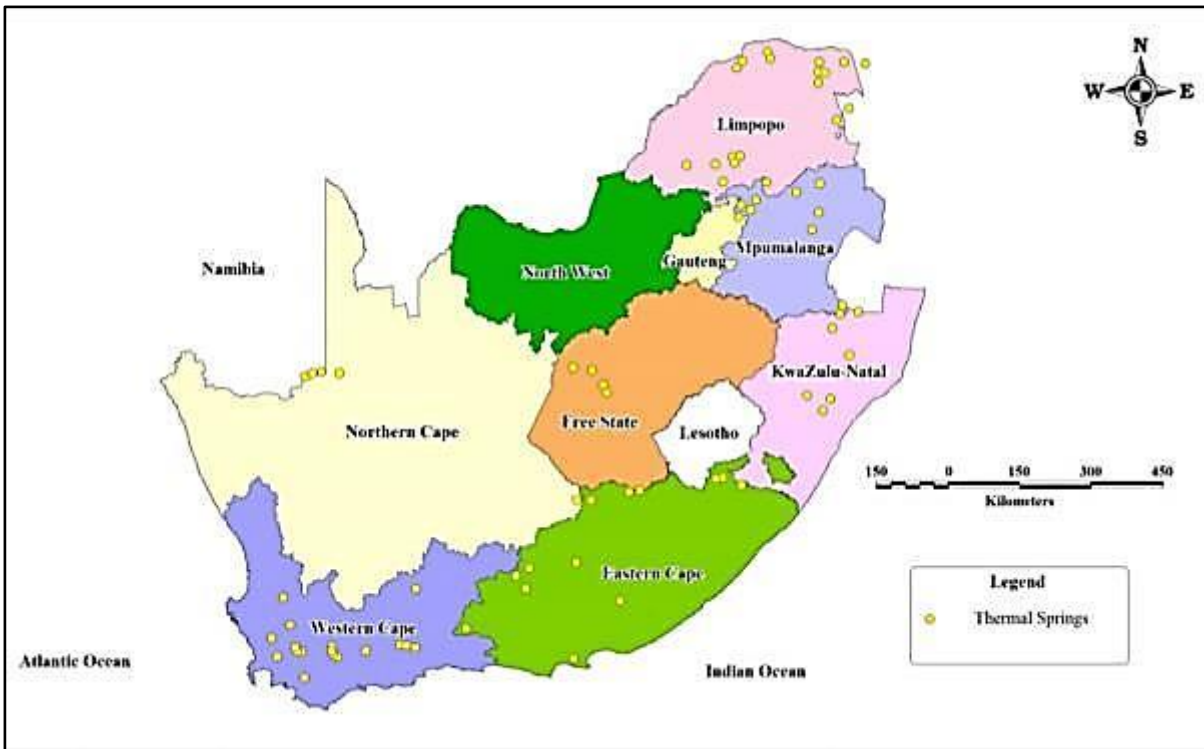 N
W E
S
Limpopo
Mpumalanga
Gauteng
North West
Namibia
KwaZulu-Natal
Free State
Lesotho
Northern Cape
150 0 150 300 450
Kilometers
Eastern Cape
Western Cape
Legend
Thermal Springs
Atlantic Ocean
Indian Ocean